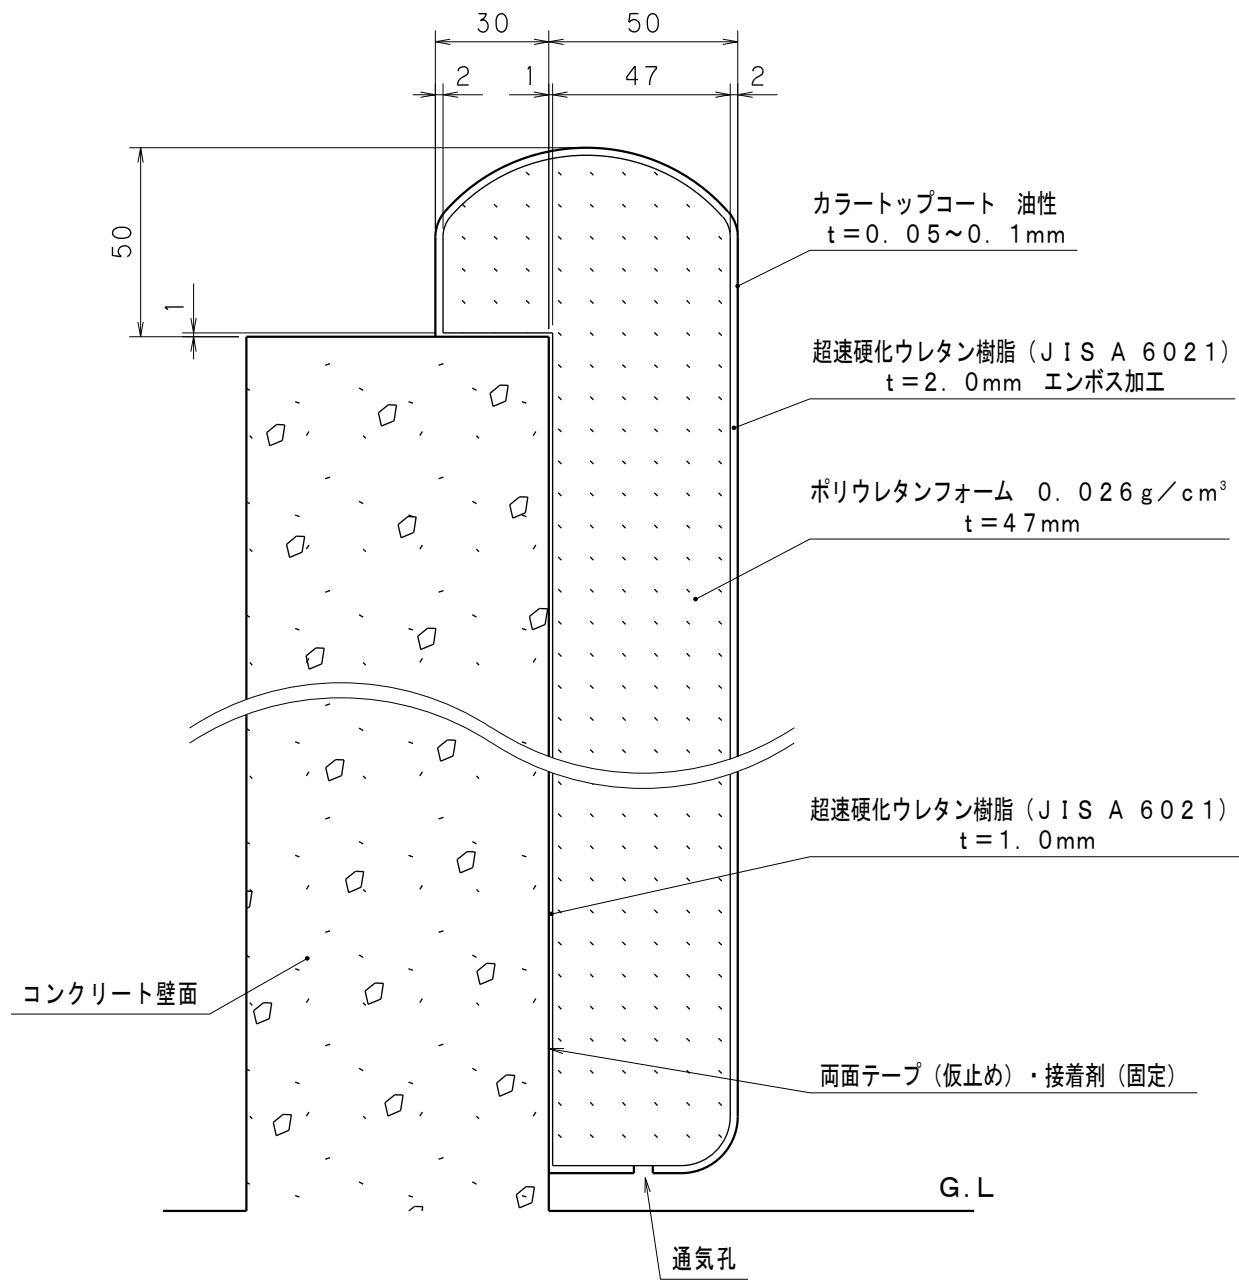 30 50
2 1 47 2
50
1
カラートップコート 油性
t=0.05~0.1mm
超速硬化ウレタン樹脂(JIS A 6021)
t=2.0mm エンボス加工
ポリウレタンフォーム 0.026g/cm³
t=47mm
超速硬化ウレタン樹脂(JIS A 6021)
t=1.0mm
コンクリート壁面
両面テープ(仮止め)・接着剤(固定)
G.L
通気孔